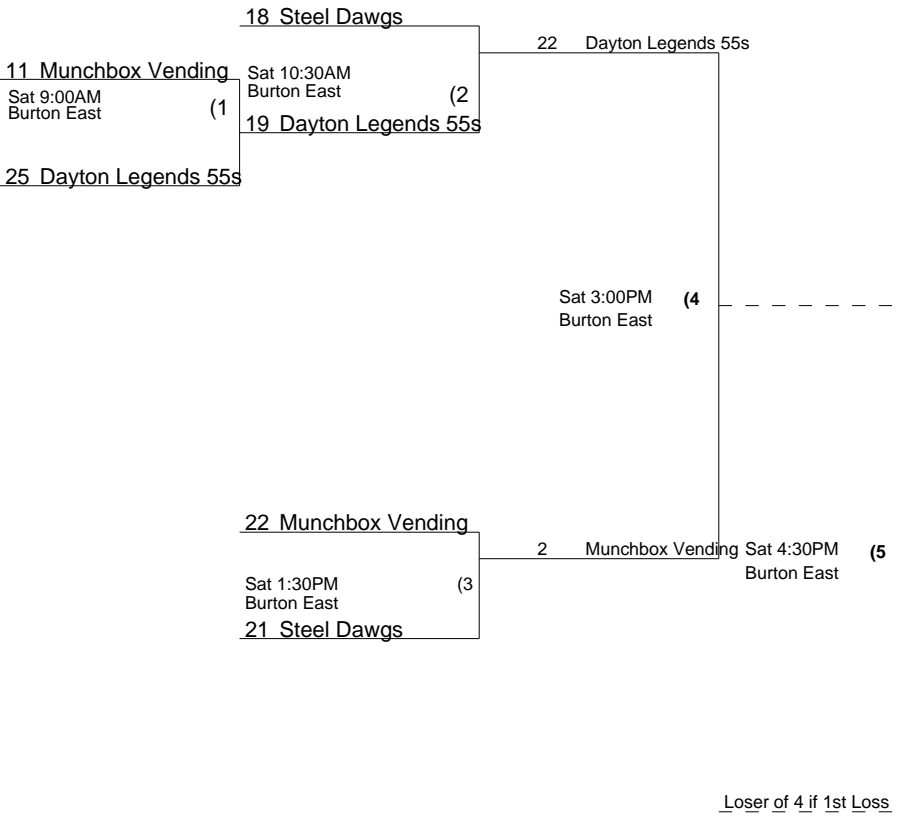 18 Steel Dawgs
22 Dayton Legends 55s
11 Munchbox Vending
Sat 10:30AM
Burton East
(2
Sat 9:00AM
Burton East
(1
19 Dayton Legends 55s
25 Dayton Legends 55s
Sat 3:00PM (4
Burton East
22 Munchbox Vending
2 Munchbox Vending
Sat 4:30PM (5
Burton East
Sat 1:30PM (3
Burton East
21 Steel Dawgs
Loser of 4 if 1st Loss